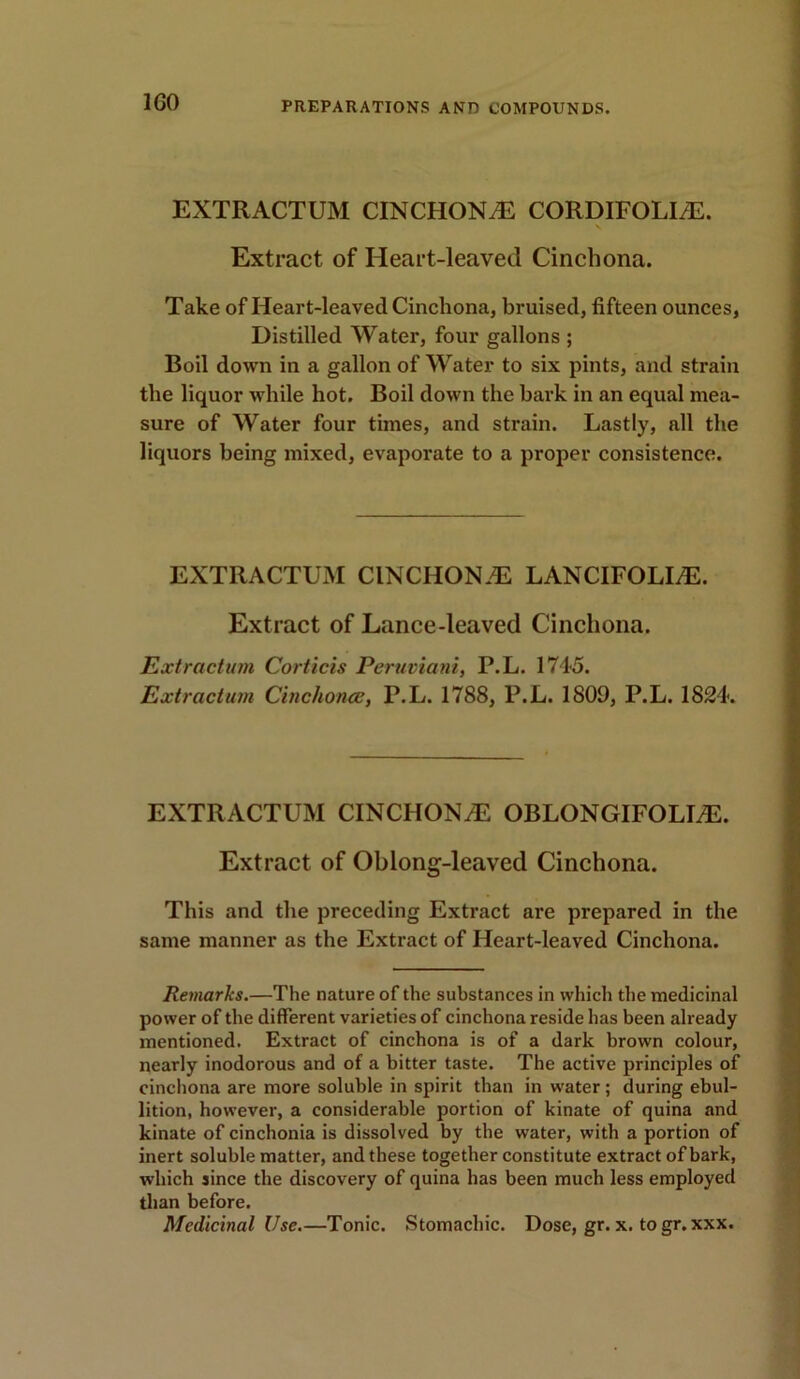 160
PREPARATIONS AND COMPOUNDS.
EXTRACTUM CINCHONÆ CORDIFOLIÆ.
Extract of Heart-leaved Cinchona.
Take of Heart-leaved Cinchona, bruised, fifteen ounces,
Distilled Water, four gallons ;
Boil down in a gallon of Water to six pints, and strain
the liquor while hot. Boil down the bark in an equal mea-
sure of Water four times, and strain. Lastly, all the
liquors being mixed, evaporate to a proper consistence.
EXTRACTUM CINCHONÆ LANCIFOLIÆ.
Extract of Lance-leaved Cinchona.
Extractum Corticis Peruviani, P.L. 1745.
Extractum Cinchonæ, P.L. 1788, P.L. 1809, P.L. 1824.
EXTRACTUM CINCHONÆ OBLONGIFOLIÆ.
Extract of Oblong-leaved Cinchona.
This and the preceding Extract are prepared in the
same manner as the Extract of Heart-leaved Cinchona.
Remarks.—The nature of the substances in which the medicinal
power of the different varieties of cinchona reside has been already
mentioned. Extract of cinchona is of a dark brown colour,
nearly inodorous and of a bitter taste. The active principles of
cinchona are more soluble in spirit than in water; during ebul-
lition, however, a considerable portion of kinate of quina and
kinate of cinchonia is dissolved by the water, with a portion of
inert soluble matter, and these together constitute extract of bark,
which since the discovery of quina has been much less employed
than before.
Medicinal Use.—Tonic. Stomachic. Dose, gr. x. to gr. xxx.